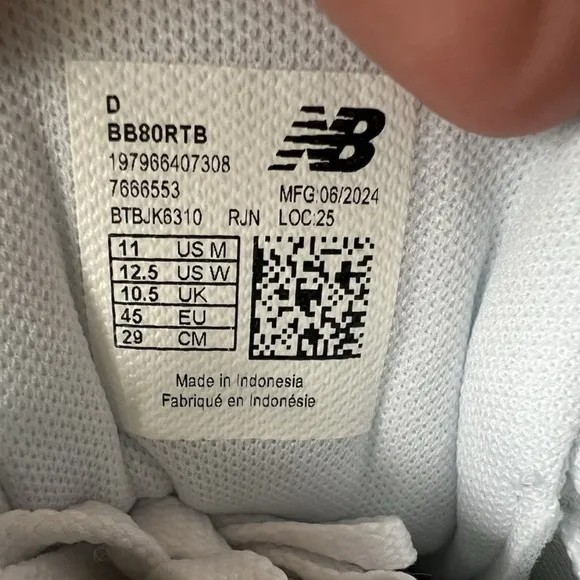 D
BB80RTB
NB
197966407308
7666553
MFG:06/2024
BTBJK6310 RJN LOC:25
11 US M
12.5 US W
10.5 UK
45 EU
29 CM
Made in Indonesia
Fabriqué en Indonésie